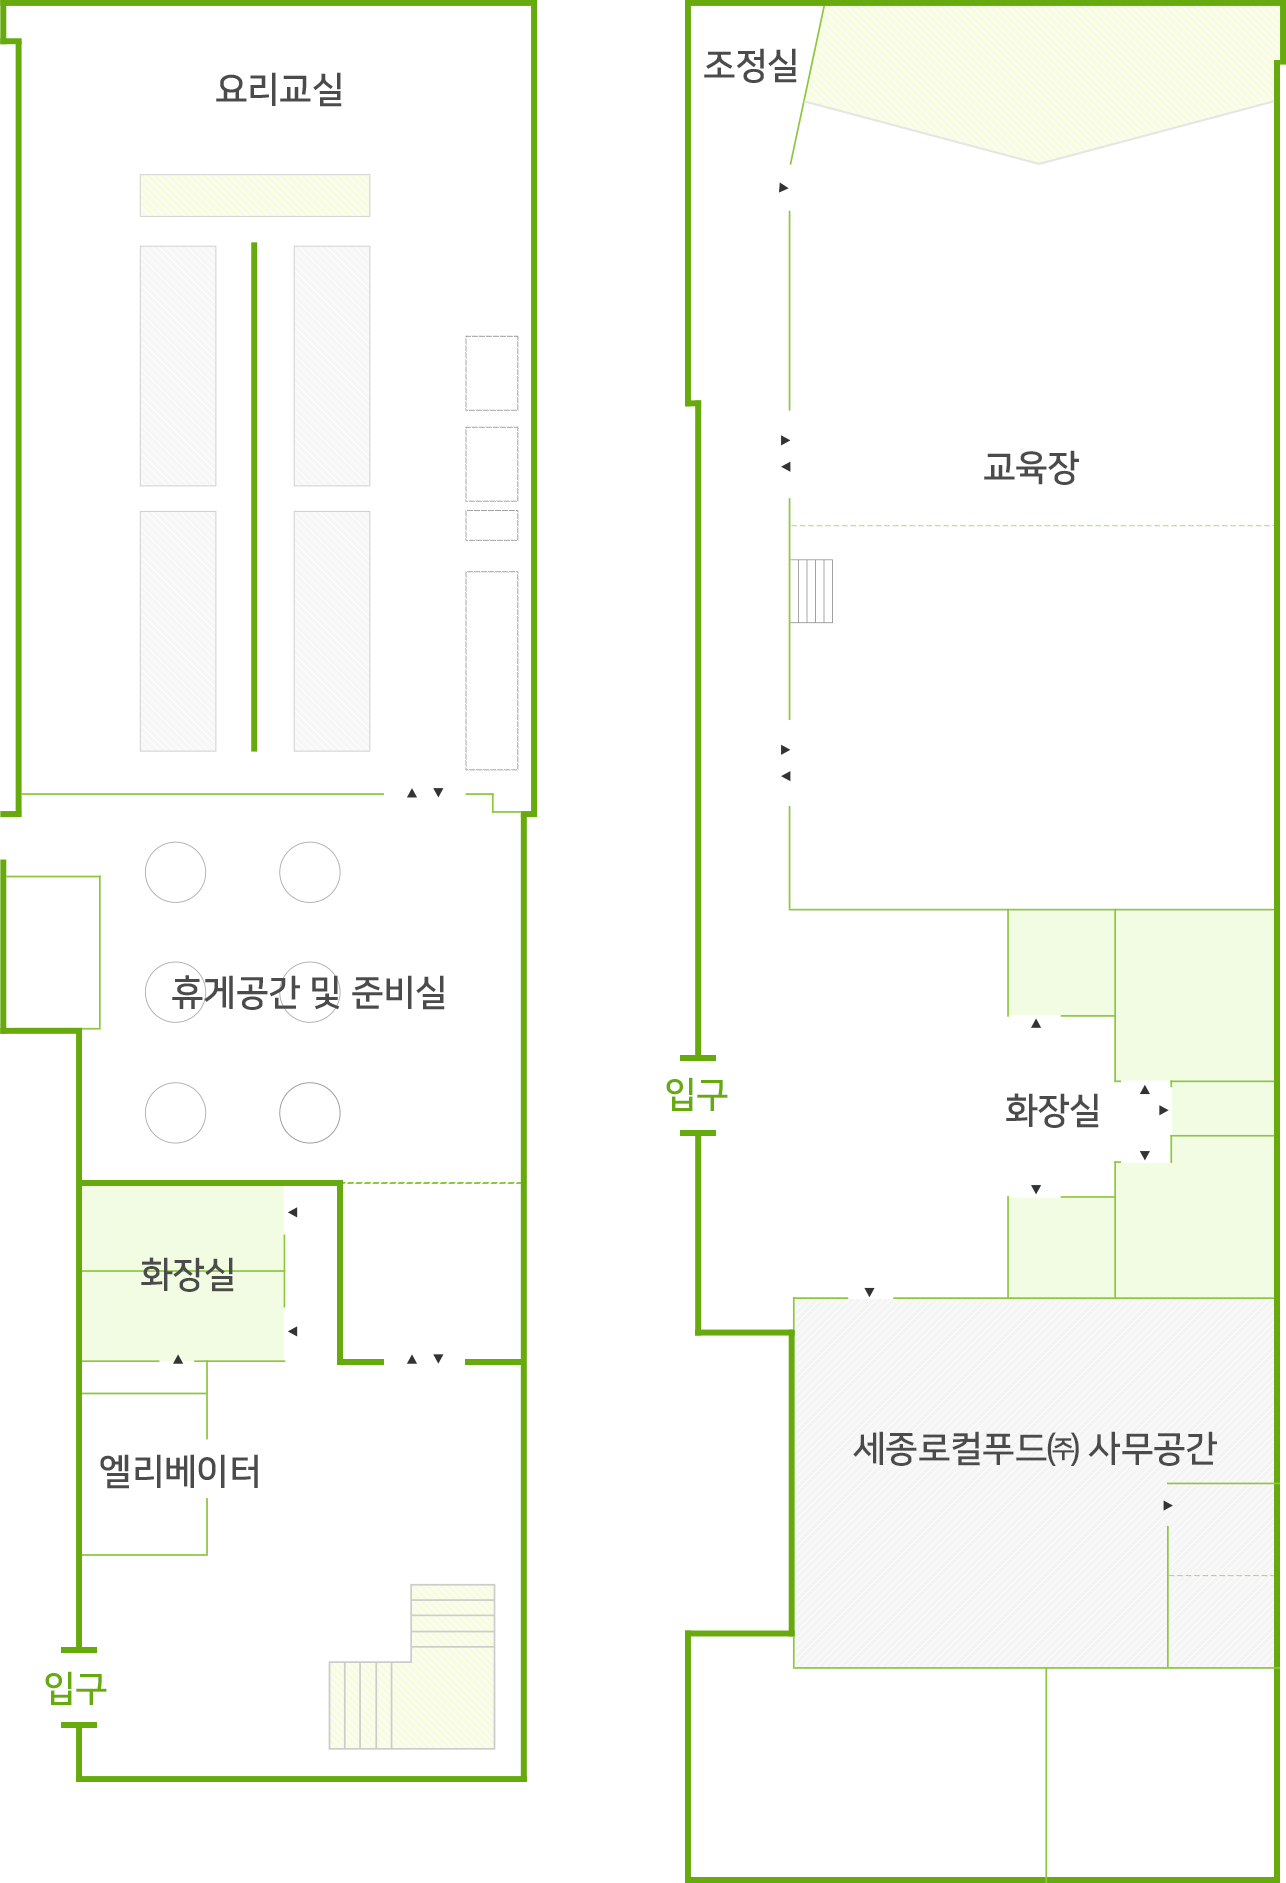 요리교실
휴게공간 및 준비실
화장실
엘리베이터
입구
조정실
교육장
입구
화장실
세종로컬푸드㈜ 사무공간